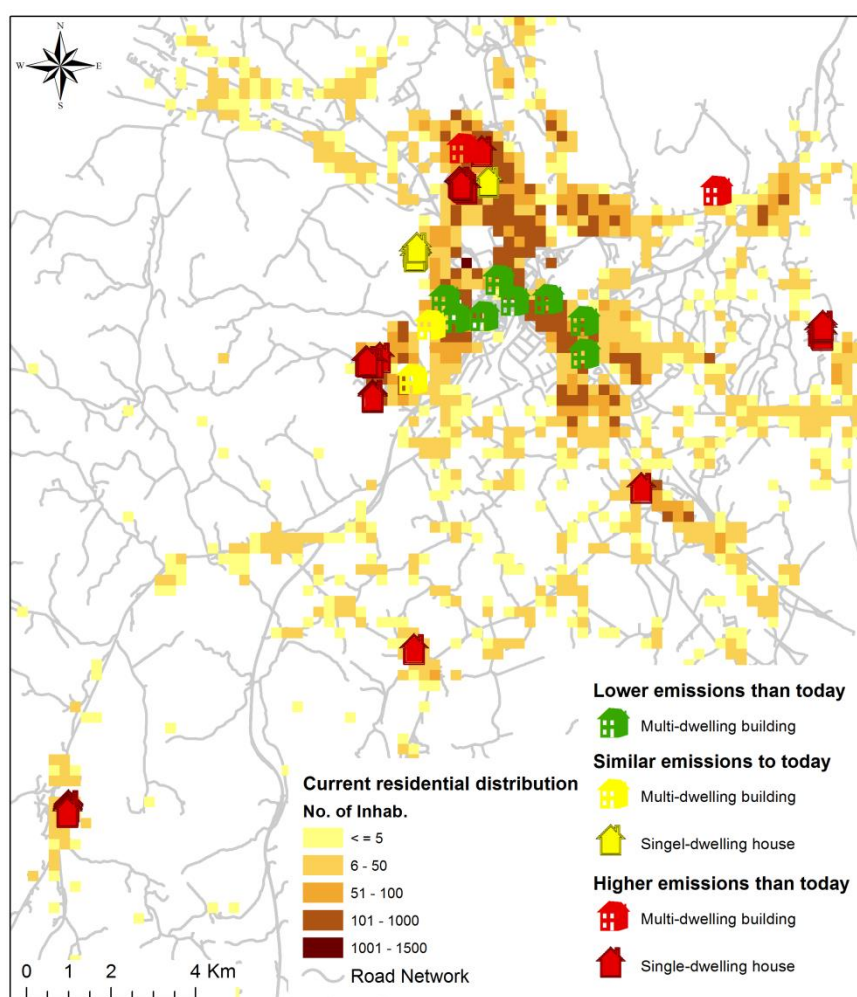 N
W E
S
Lower emissions than today
Multi-dwelling building
Similar emissions to today
Multi-dwelling building
Singel-dwelling house
Higher emissions than today
Multi-dwelling building
Single-dwelling house
Current residential distribution
No. of Inhab.
< = 5
6 - 50
51 - 100
101 - 1000
1001 - 1500
Road Network
0 1 2 4 Km